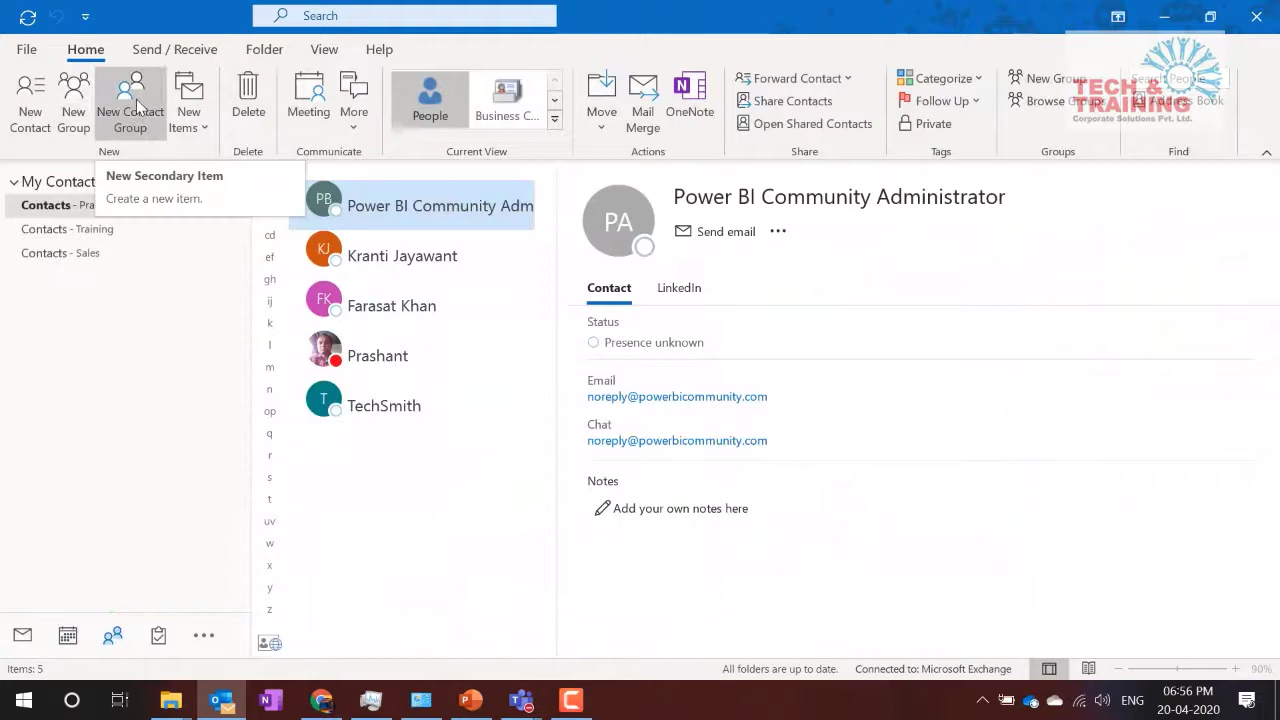 Search
File Home Send / Receive Folder View Help
New Contact
New Group
New Contact Group
New Items
Delete
Meeting
More
People
Business C...
Move
Mail Merge
OneNote
Forward Contact
Share Contacts
Open Shared Contacts
Categorize
Follow Up
Private
New Group
Browse Groups
Search People
Address Book
TECH &
TRAINING
Corporate Solutions Pvt. Ltd.
New Delete Communicate Current View Actions Share Tags Groups Find
New Secondary Item
Create a new item.
My Contact
Contacts - Pra
Contacts - Training
Contacts - Sales
cd
ef
gh
ij
k
l
m
n
op
q
r
s
t
uv
w
x
y
z
PB Power BI Community Adm
KJ Kranti Jayawant
FK Farasat Khan
Prashant
T TechSmith
PA
Power BI Community Administrator
Send email
Contact LinkedIn
Status
Presence unknown
Email
noreply@powerbicommunity.com
Chat
noreply@powerbicommunity.com
Notes
Add your own notes here
Items: 5 All folders are up to date. Connected to: Microsoft Exchange 90%
ENG
06:56 PM
20-04-2020